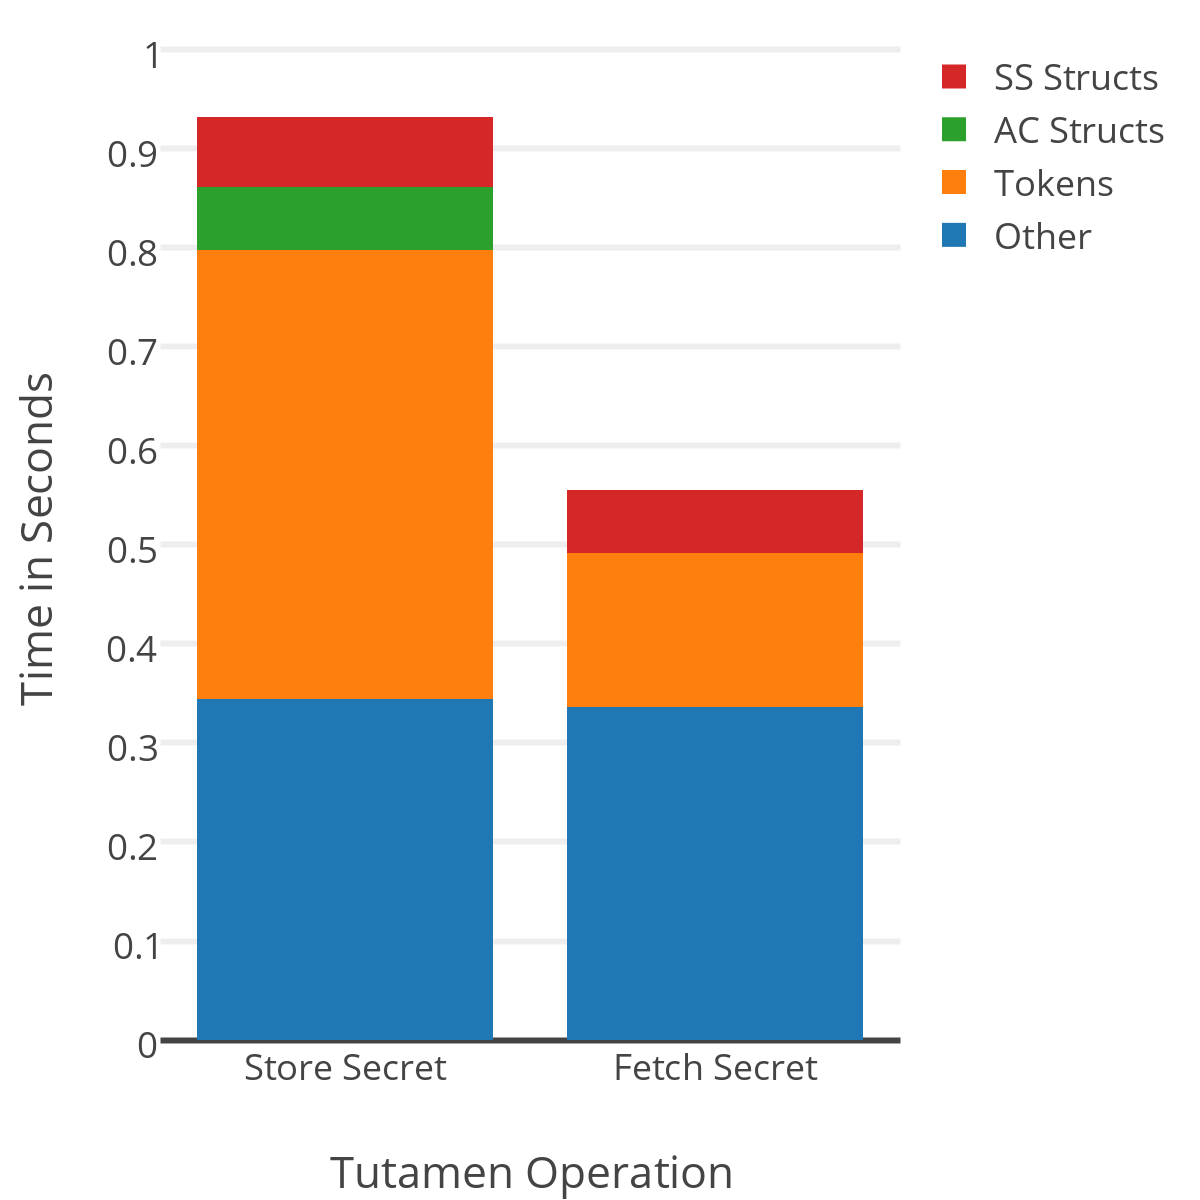 1
0.9
0.8
0.7
0.6
0.5
0.4
0.3
0.2
0.1
0
Time in Seconds
Store Secret
Fetch Secret
Tutamen Operation
SS Structs
AC Structs
Tokens
Other